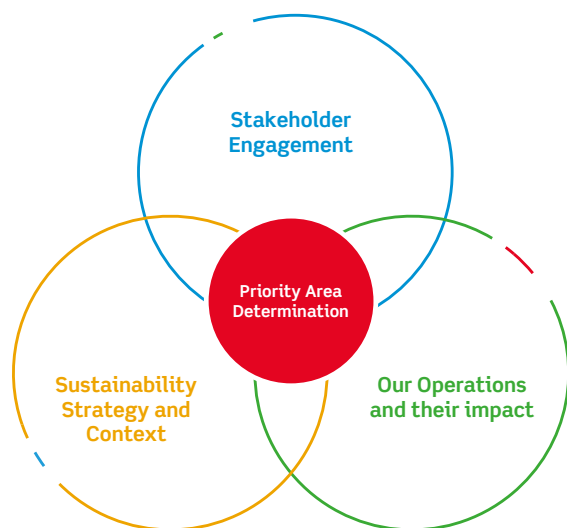 Stakeholder
Engagement
Priority Area
Determination
Sustainability
Strategy and
Context
Our Operations
and their impact